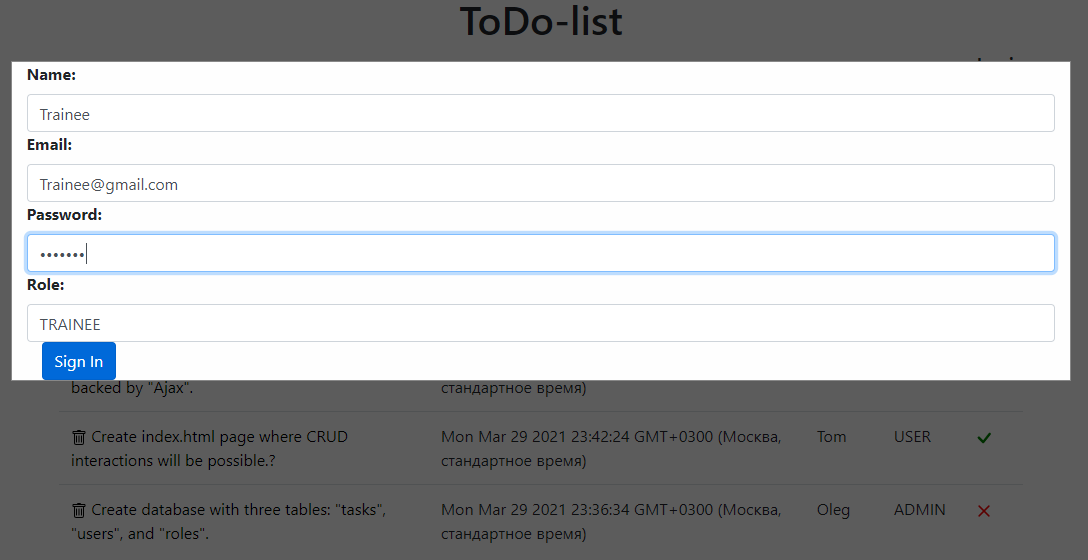 ToDo-list
Name:
Trainee
Email:
Trainee@gmail.com
Password:
•••••••
Role:
TRAINEE
Sign In
backed by "Ajax".
стандартное время)
Create index.html page where CRUD
interactions will be possible.?
Mon Mar 29 2021 23:42:24 GMT+0300 (Москва,
стандартное время)
Tom
USER
Create database with three tables: "tasks",
"users", and "roles".
Mon Mar 29 2021 23:36:34 GMT+0300 (Москва,
стандартное время)
Oleg
ADMIN